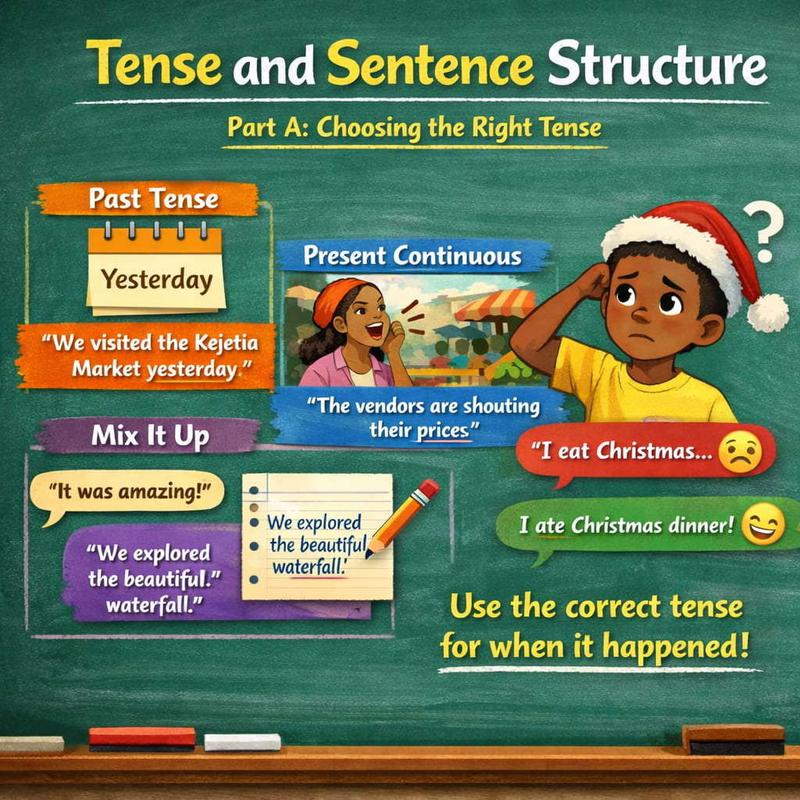 Tense and Sentence Structure
Part A: Choosing the Right Tense
Past Tense
Yesterday
"We visited the Kejetia
Market yesterday."
Present Continuous
"The vendors are shouting
their prices"
?
"I eat Christmas...
I ate Christmas dinner!
Mix It Up
"It was amazing!"
"We explored
the beautiful."
waterfall."
We explored
the beautiful
waterfall.'
Use the correct tense
for when it happened!